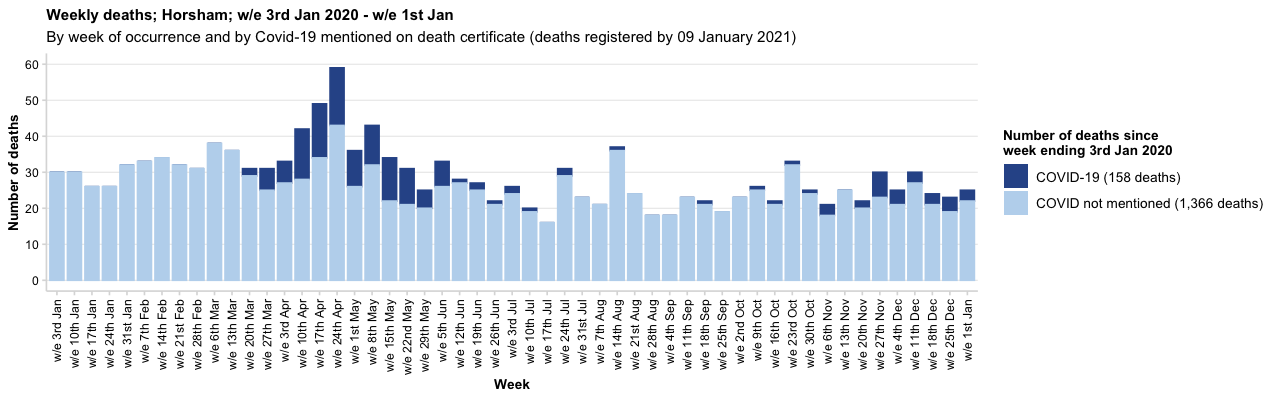 Weekly deaths; Horsham; w/e 3rd Jan 2020 - w/e 1st Jan
By week of occurrence and by Covid-19 mentioned on death certificate (deaths registered by 09 January 2021)
Number of deaths
60
50
40
30
20
10
0
w/e 3rd Jan
w/e 10th Jan
w/e 17th Jan
w/e 24th Jan
w/e 31st Jan
w/e 7th Feb
w/e 14th Feb
w/e 21st Feb
w/e 28th Feb
w/e 6th Mar
w/e 13th Mar
w/e 20th Mar
w/e 27th Mar
w/e 3rd Apr
w/e 10th Apr
w/e 17th Apr
w/e 24th Apr
w/e 1st May
w/e 8th May
w/e 15th May
w/e 22nd May
w/e 29th May
w/e 5th Jun
w/e 12th Jun
w/e 19th Jun
w/e 26th Jun
w/e 3rd Jul
w/e 10th Jul
w/e 17th Jul
w/e 24th Jul
w/e 31st Jul
w/e 7th Aug
w/e 14th Aug
w/e 21st Aug
w/e 28th Aug
w/e 4th Sep
w/e 11th Sep
w/e 18th Sep
w/e 25th Sep
w/e 2nd Oct
w/e 9th Oct
w/e 16th Oct
w/e 23rd Oct
w/e 30th Oct
w/e 6th Nov
w/e 13th Nov
w/e 20th Nov
w/e 27th Nov
w/e 4th Dec
w/e 11th Dec
w/e 18th Dec
w/e 25th Dec
w/e 1st Jan
Week
Number of deaths since
week ending 3rd Jan 2020
COVID-19 (158 deaths)
COVID not mentioned (1,366 deaths)